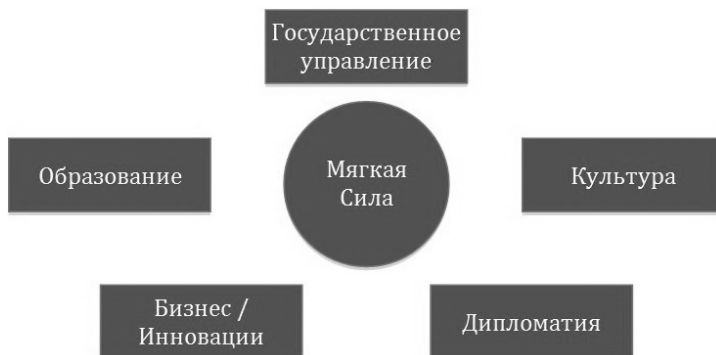 Государственное
управление
Образование
Мягкая
Сила
Культура
Бизнес /
Инновации
Дипломатия